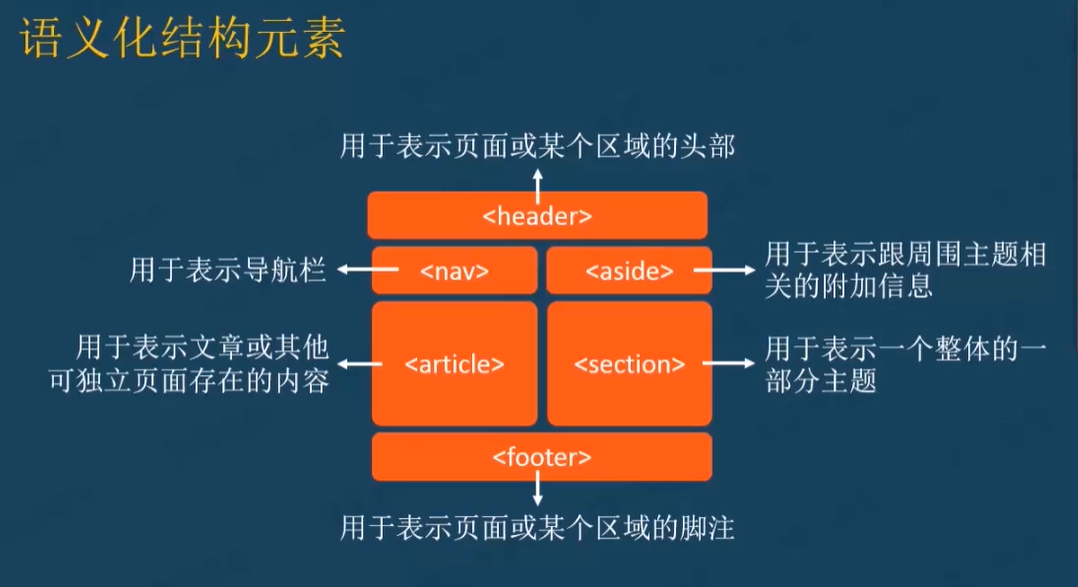 语义化结构元素
用于表示页面或某个区域的头部
<header>
用于表示导航栏
<nav>
<aside>
用于表示跟周围主题相
关的附加信息
用于表示文章或其他
可独立页面存在的内容
<article>
<section>
用于表示一个整体的一
部分主题
<footer>
用于表示页面或某个区域的脚注